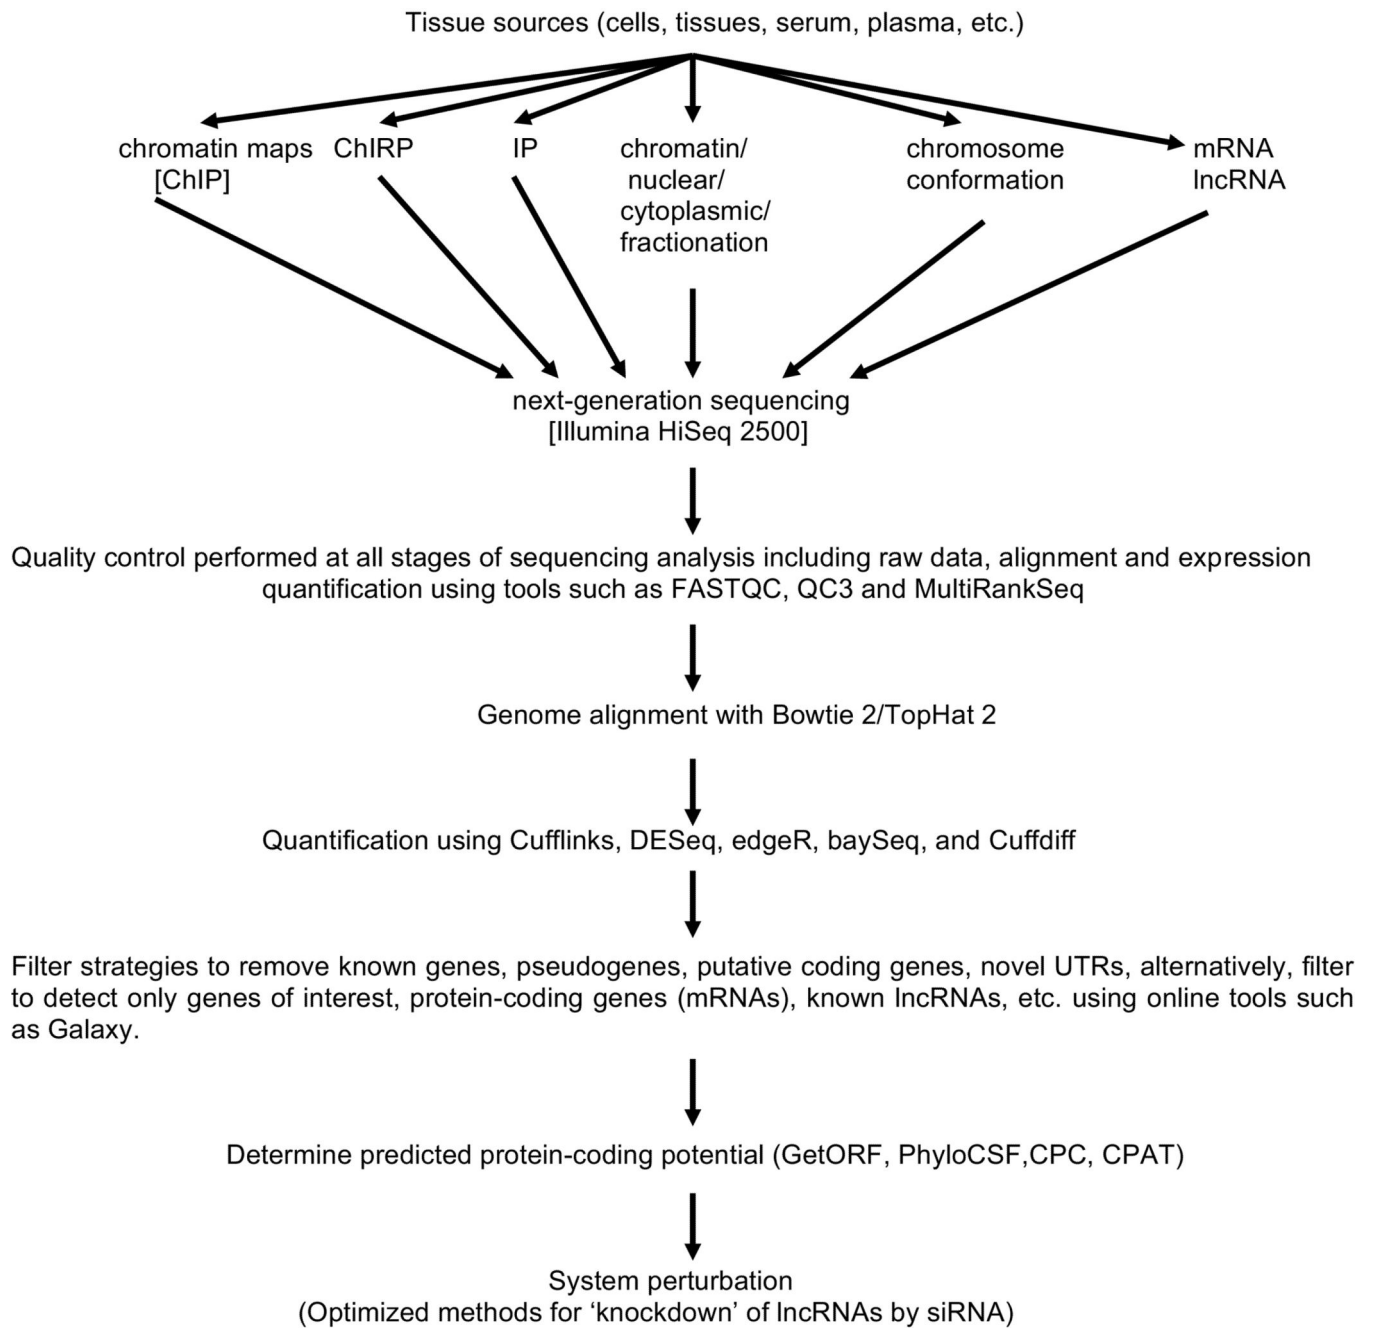 Tissue sources (cells, tissues, serum, plasma, etc.)
chromatin maps
[ChIP]
ChIRP
IP
chromatin/
nuclear/
cytoplasmic/
fractionation
chromosome
conformation
mRNA
lncRNA
next-generation sequencing
[Illumina HiSeq 2500]
Quality control performed at all stages of sequencing analysis including raw data, alignment and expression
quantification using tools such as FASTQC, QC3 and MultiRankSeq
Genome alignment with Bowtie 2/TopHat 2
Quantification using Cufflinks, DESeq, edgeR, baySeq, and Cuffdiff
Filter strategies to remove known genes, pseudogenes, putative coding genes, novel UTRs, alternatively, filter
to detect only genes of interest, protein-coding genes (mRNAs), known lncRNAs, etc. using online tools such
as Galaxy.
Determine predicted protein-coding potential (GetORF, PhyloCSF,CPC, CPAT)
System perturbation
(Optimized methods for ‘knockdown’ of lncRNAs by siRNA)